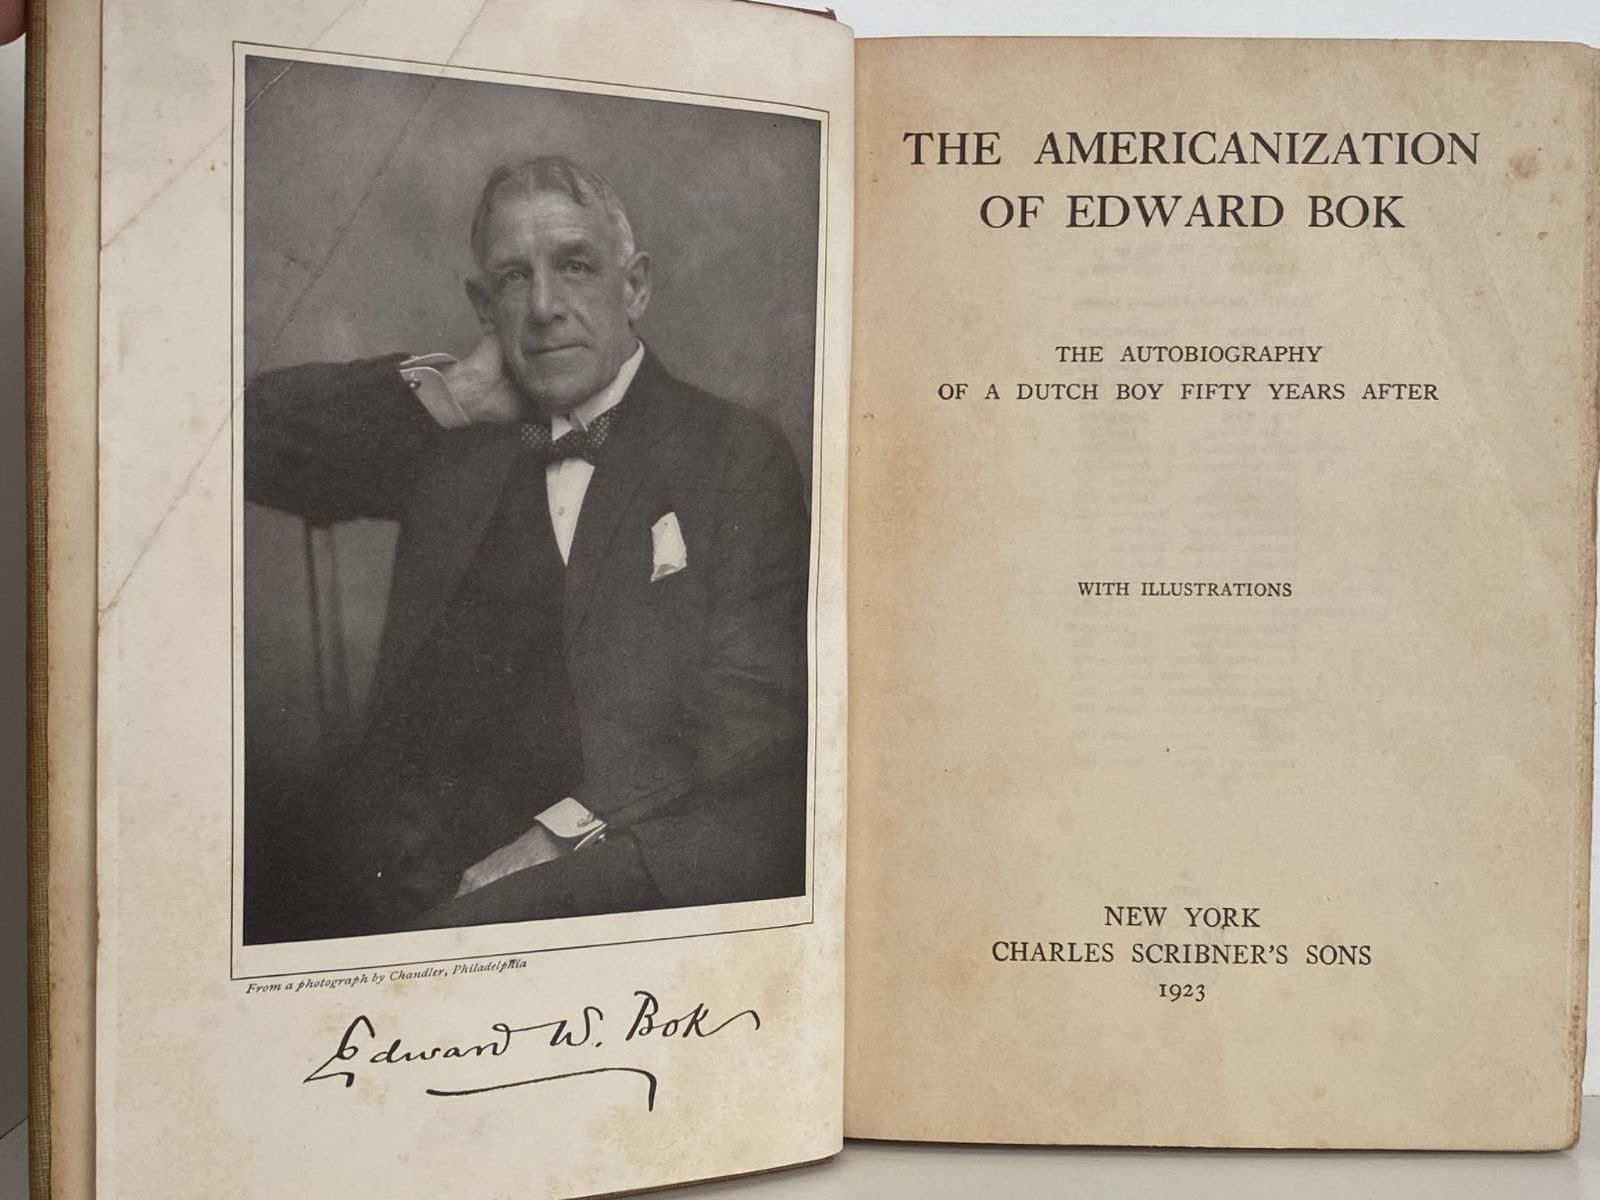 From a photograph by Chandler, Philadelphia
Edward W. Bok
THE AMERICANIZATION
OF EDWARD BOK
THE AUTOBIOGRAPHY
OF A DUTCH BOY FIFTY YEARS AFTER
WITH ILLUSTRATIONS
NEW YORK
CHARLES SCRIBNER'S SONS
1923